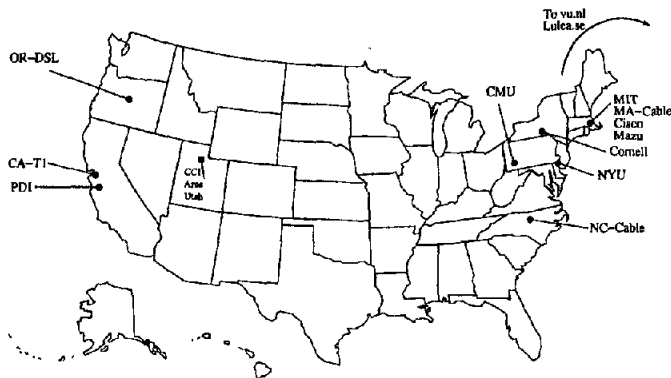 To vu.nl
Lulea.se
OR-DSL
CMU
MIT
MA-Cable
Cisco
Mazu
Cornell
CA-T1
PDI
CCI
Aros
Utah
NYU
NC-Cable